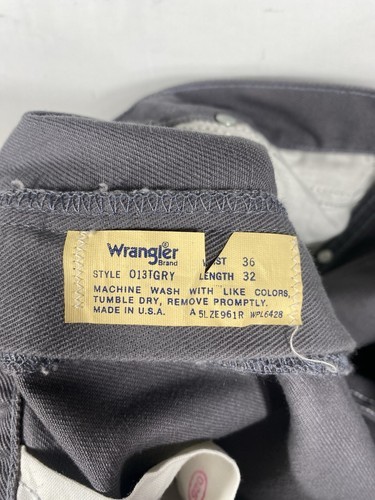 Wrangler®
Brand
36
STYLE 013TGRY LENGTH 32
MACHINE WASH WITH LIKE COLORS,
TUMBLE DRY, REMOVE PROMPTLY.
MADE IN U.S.A. A 5LZE961R WPL6428